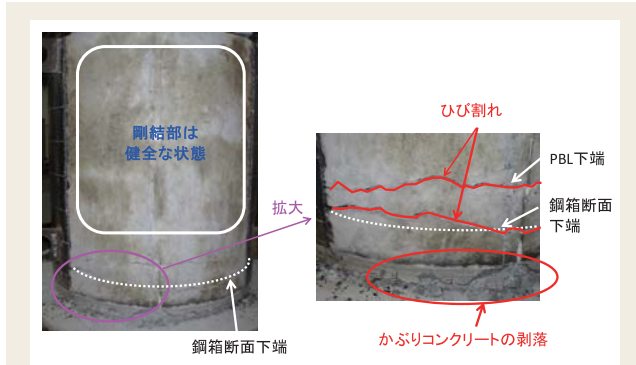 剛結部は
健全な状態
拡大
鋼箱断面下端
ひび割れ
PBL下端
鋼箱断面
下端
かぶりコンクリートの剥落